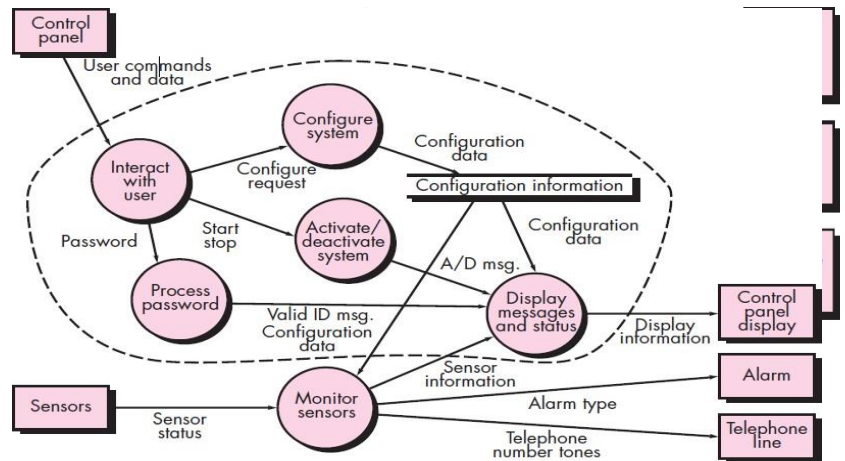 Control
panel
User commands
and data
Configure
system
Configuration
data
Interact
with
user
Configure
request
Configuration information
Start
stop
Activate/
deactivate
system
Configuration
data
Password
A/D msg.
Process
password
Display
messages
and status
Control
panel
display
Valid ID msg.
Configuration
data
Display
information
Sensor
information
Alarm
Sensors
Monitor
sensors
Alarm type
Sensor
status
Telephone
line
Telephone
number tones